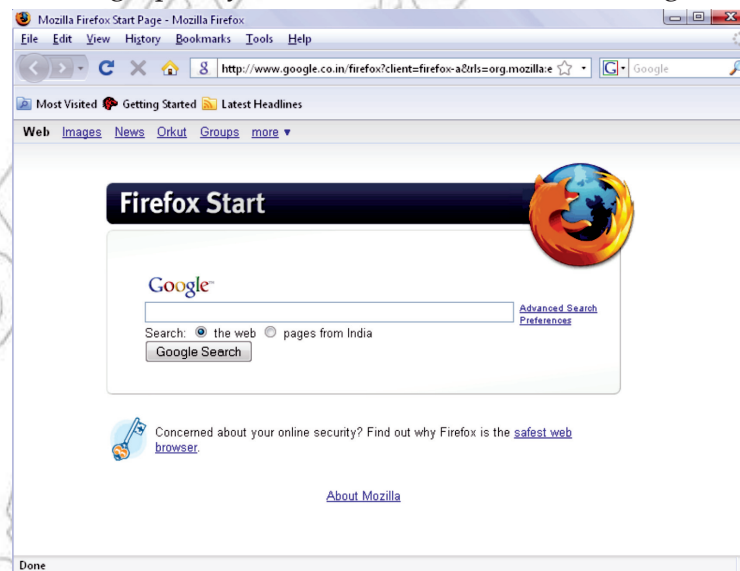 Mozilla Firefox Start Page - Mozilla Firefox
File Edit View History Bookmarks Tools Help
http://www.google.co.in/firefox?client=firefox-a&rls=org.mozilla:e
G Google
Most Visited Getting Started Latest Headlines
Web Images News Orkut Groups more
Firefox Start
Google™
Advanced Search
Preferences
Search: the web pages from India
Google Search
Concerned about your online security? Find out why Firefox is the safest web
browser.
About Mozilla
Done